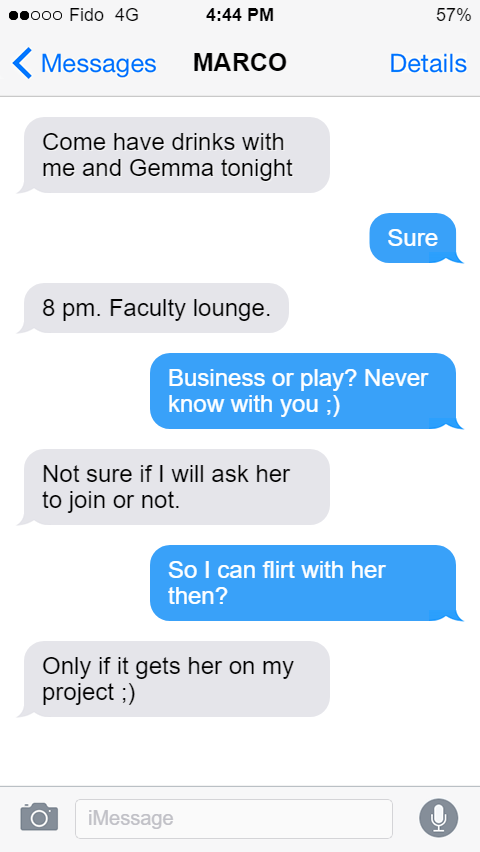 Fido 4G 4:44 PM 57%
Messages MARCO Details
Come have drinks with
me and Gemma tonight
Sure
8 pm. Faculty lounge.
Business or play? Never
know with you ;)
Not sure if I will ask her
to join or not.
So I can flirt with her
then?
Only if it gets her on my
project ;)
iMessage